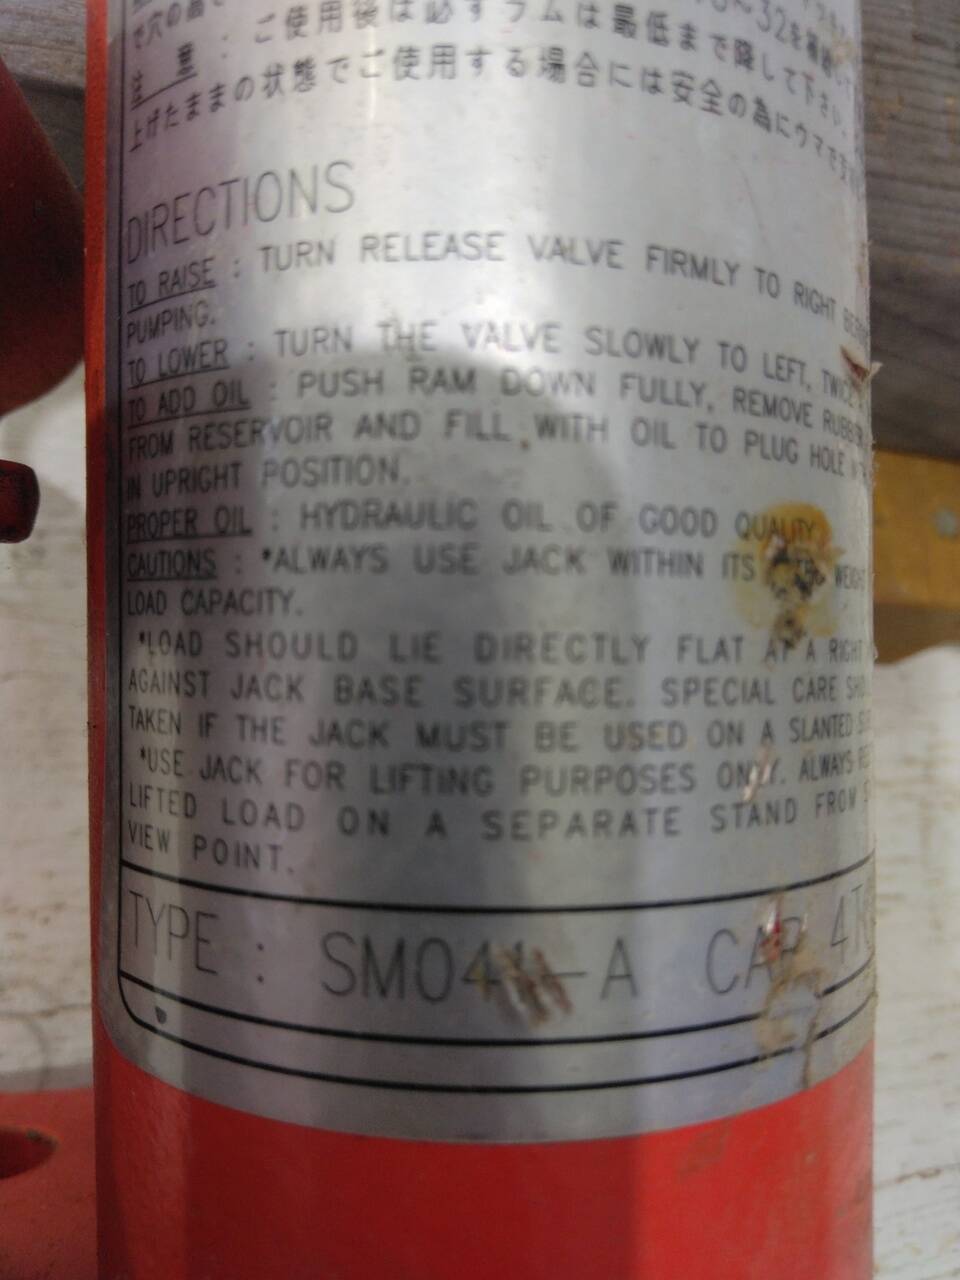 注意:ご使用後は必ずラムは最低まで降して下さい。
上げたままの状態でご使用する場合には安全の為にウマで
DIRECTIONS
TO RAISE : TURN RELEASE VALVE FIRMLY TO RIGHT
PUMPING.
TO LOWER : TURN THE VALVE SLOWLY TO LEFT,
TO ADD OIL : PUSH RAM DOWN FULLY, REMOVE
FROM RESERVOIR AND FILL WITH OIL TO PLUG HOLE
IN UPRIGHT POSITION.
PROPER OIL : HYDRAULIC OIL OF GOOD QUALITY
CAUTIONS : *ALWAYS USE JACK WITHIN ITS
LOAD CAPACITY.
*LOAD SHOULD LIE DIRECTLY FLAT AT A RIGHT
AGAINST JACK BASE SURFACE. SPECIAL CARE
TAKEN IF THE JACK MUST BE USED ON A SLANTED
*USE JACK FOR LIFTING PURPOSES ONLY. ALWAYS
LIFTED LOAD ON A SEPARATE STAND FROM
VIEW POINT.
TYPE : CAP